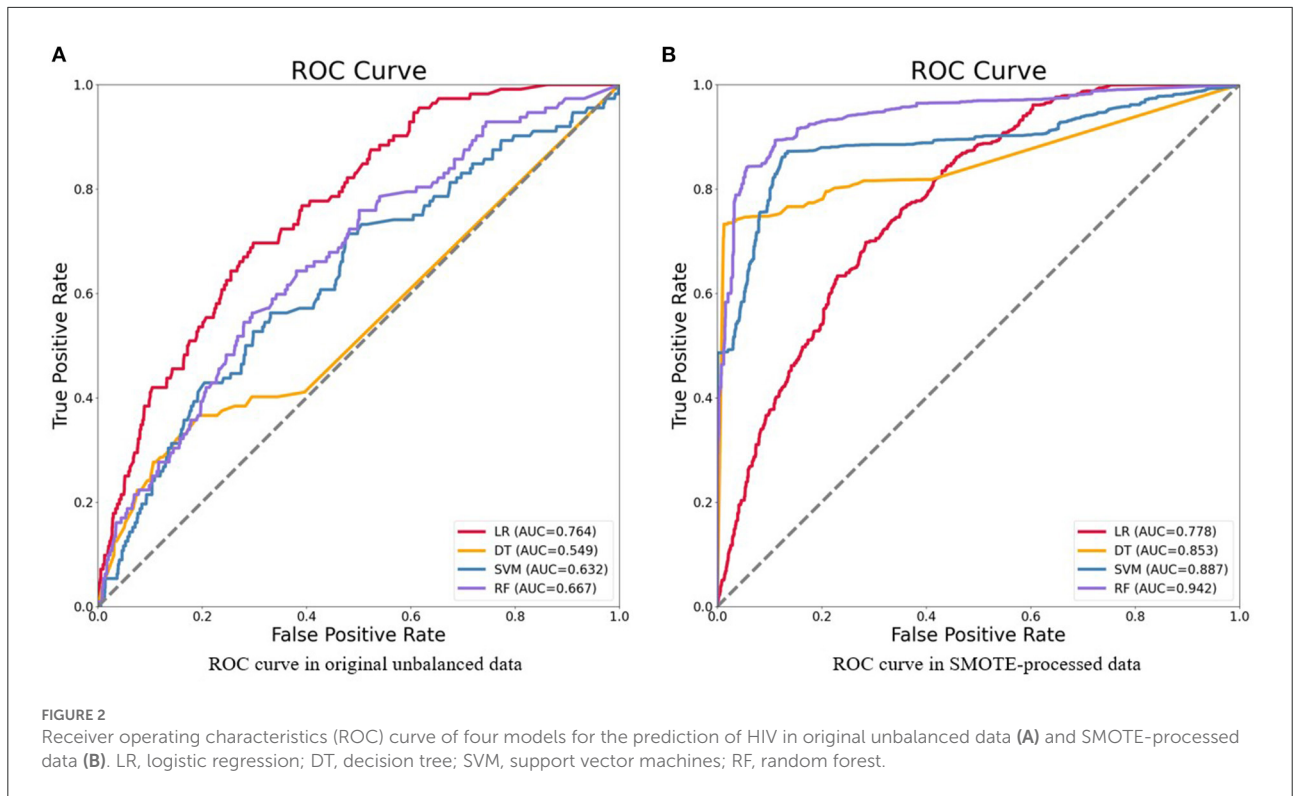 A
ROC Curve
1.0
0.8
0.6
0.4
0.2
0.0
True Positive Rate
LR (AUC=0.764)
DT (AUC=0.549)
SVM (AUC=0.632)
RF (AUC=0.667)
0.0 0.2 0.4 0.6 0.8 1.0
False Positive Rate
ROC curve in original unbalanced data
B
ROC Curve
1.0
0.8
0.6
0.4
0.2
0.0
True Positive Rate
LR (AUC=0.778)
DT (AUC=0.853)
SVM (AUC=0.887)
RF (AUC=0.942)
0.0 0.2 0.4 0.6 0.8 1.0
False Positive Rate
ROC curve in SMOTE-processed data
FIGURE 2
Receiver operating characteristics (ROC) curve of four models for the prediction of HIV in original unbalanced data (A) and SMOTE-processed
data (B). LR, logistic regression; DT, decision tree; SVM, support vector machines; RF, random forest.